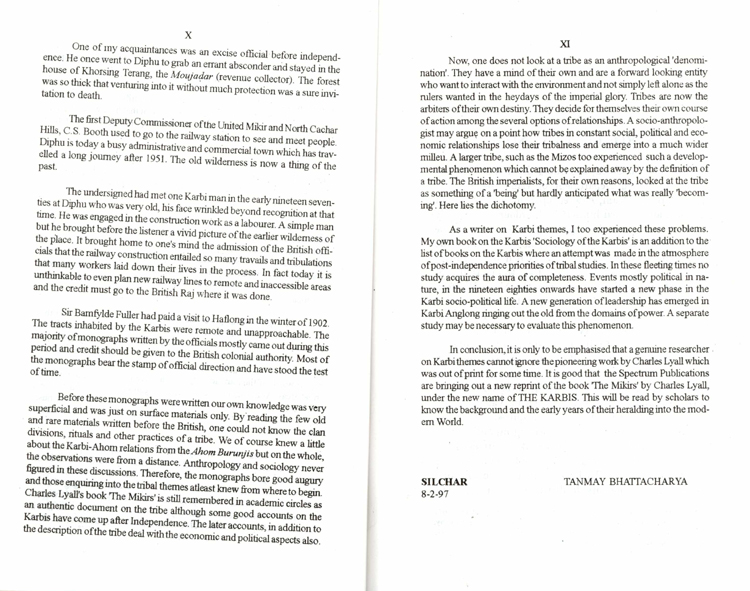 X
One of my acquaintances was an excise official before independ-
ence. He once went to Diphu to grab an errant absconder and stayed in the
house of Khorsing Terang, the Moujadar (revenue collector). The forest
was so thick that venturing into it without much protection was a sure invi-
tation to death.
The first Deputy Commissioner of the United Mikir and North Cachar
Hills, C.S. Booth used to go to the railway station to see and meet people.
Diphu is today a busy administrative and commercial town which has trav-
elled a long journey after 1951. The old wilderness is now a thing of the
past.
The undersigned had met one Karbi man in the early nineteen seven-
ties at Diphu who was very old, his face wrinkled beyond recognition at that
time. He was engaged in the construction work as a labourer. A simple man
but he brought before the listener a vivid picture of the earlier wilderness of
the place. It brought home to one's mind the admission of the British offi-
cials that the railway construction entailed so many travails and tribulations
that many workers laid down their lives in the process. In fact today it is
unthinkable to even plan new railway lines to remote and inaccessible areas
and the credit must go to the British Raj where it was done.
Sir Bamfylde Fuller had paid a visit to Haflong in the winter of 1902.
The tracts inhabited by the Karbis were remote and unapproachable. The
majority of monographs written by the officials mostly came out during this
period and credit should be given to the British colonial authority. Most of
the monographs bear the stamp of official direction and have stood the test
of time.
Before these monographs were written our own knowledge was very
superficial and was just on surface materials only. By reading the few old
and rare materials written before the British, one could not know the clan
divisions, rituals and other practices of a tribe. We of course knew a little
about the Karbi-Ahom relations from the Ahom Burunjis but on the whole,
the observations were from a distance. Anthropology and sociology never
figured in these discussions. Therefore, the monographs bore good augury
and those enquiring into the tribal themes atleast knew from where to begin.
Charles Lyall's book 'The Mikirs' is still remembered in academic circles as
an authentic document on the tribe although some good accounts on the
Karbis have come up after Independence. The later accounts, in addition to
the description of the tribe deal with the economic and political aspects also.
XI
Now, one does not look at a tribe as an anthropological 'denomi-
nation'. They have a mind of their own and are a forward looking entity
who want to interact with the environment and not simply left alone as the
rulers wanted in the heydays of the imperial glory. Tribes are now the
arbiters of their own destiny. They decide for themselves their own course
of action among the several options of relationships. A socio-anthropolo-
gist may argue on a point how tribes in constant social, political and eco-
nomic relationships lose their tribalness and emerge into a much wider
milleu. A larger tribe, such as the Mizos too experienced such a develop-
mental phenomenon which cannot be explained away by the definition of
a tribe. The British imperialists, for their own reasons, looked at the tribe
as something of a 'being' but hardly anticipated what was really 'becom-
ing'. Here lies the dichotomy.
As a writer on Karbi themes, I too experienced these problems.
My own book on the Karbis 'Sociology of the Karbis' is an addition to the
list of books on the Karbis where an attempt was made in the atmosphere
of post-independence priorities of tribal studies. In these fleeting times no
study acquires the aura of completeness. Events mostly political in na-
ture, in the nineteen eighties onwards have started a new phase in the
Karbi socio-political life. A new generation of leadership has emerged in
Karbi Anglong ringing out the old from the domains of power. A separate
study may be necessary to evaluate this phenomenon.
In conclusion, it is only to be emphasised that a genuine researcher
on Karbi themes cannot ignore the pioneering work by Charles Lyall which
was out of print for some time. It is good that the Spectrum Publications
are bringing out a new reprint of the book 'The Mikirs' by Charles Lyall,
under the new name of THE KARBIS. This will be read by scholars to
know the background and the early years of their heralding into the mod-
ern World.
SILCHAR TANMAY BHATTACHARYA
8-2-97